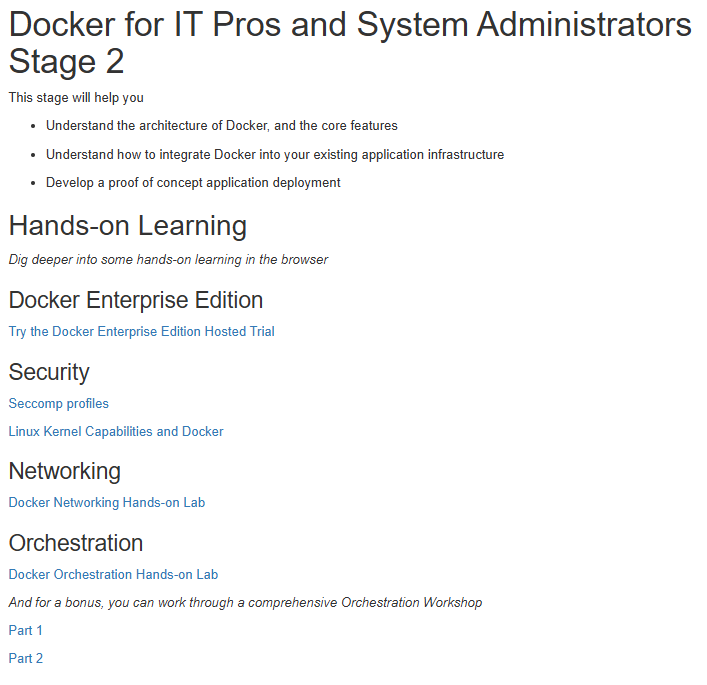 Docker for IT Pros and System Administrators
Stage 2
This stage will help you
Understand the architecture of Docker, and the core features
Understand how to integrate Docker into your existing application infrastructure
Develop a proof of concept application deployment
Hands-on Learning
Dig deeper into some hands-on learning in the browser
Docker Enterprise Edition
Try the Docker Enterprise Edition Hosted Trial
Security
Seccomp profiles
Linux Kernel Capabilities and Docker
Networking
Docker Networking Hands-on Lab
Orchestration
Docker Orchestration Hands-on Lab
And for a bonus, you can work through a comprehensive Orchestration Workshop
Part 1
Part 2